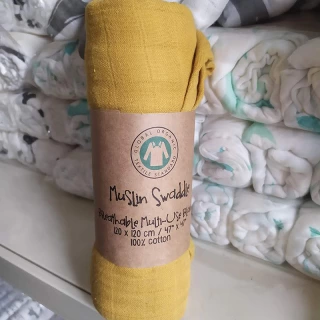 GLOBAL ORGANIC
TEXTILE STANDARD
Muslin Swaddle
Breathable Multi-Use
120 x 120 cm / 47" x 47"
100% cotton